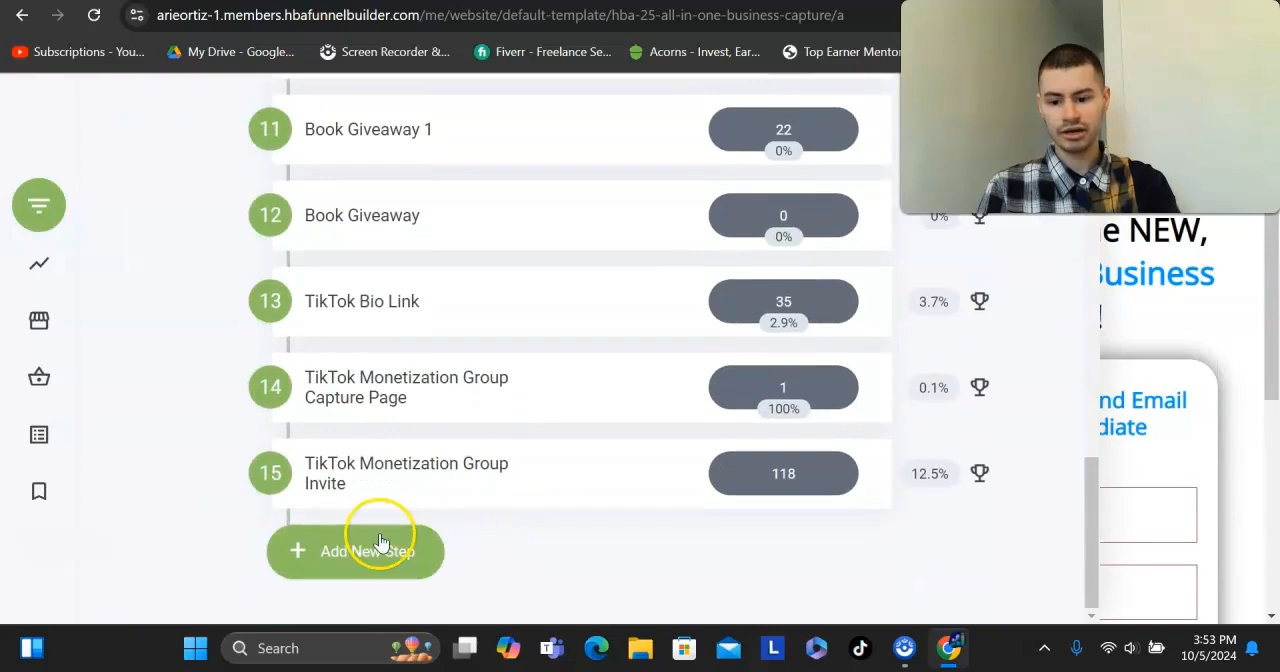 arieortiz-1.members.hbafunnelbuilder.com/me/website/default-template/hba-25-all-in-one-business-capture/a
Subscriptions - You...
My Drive - Google...
Screen Recorder &...
Fiverr - Freelance Se...
Acorns - Invest, Ear...
Top Earner Mento
11
Book Giveaway 1
22
0%
12
Book Giveaway
0
0%
0%
13
TikTok Bio Link
35
2.9%
3.7%
14
TikTok Monetization Group
Capture Page
1
100%
0.1%
15
TikTok Monetization Group
Invite
118
12.5%
+ Add New Step
e NEW,
Business
!
nd Email
diate
Search
L
3:53 PM
10/5/2024